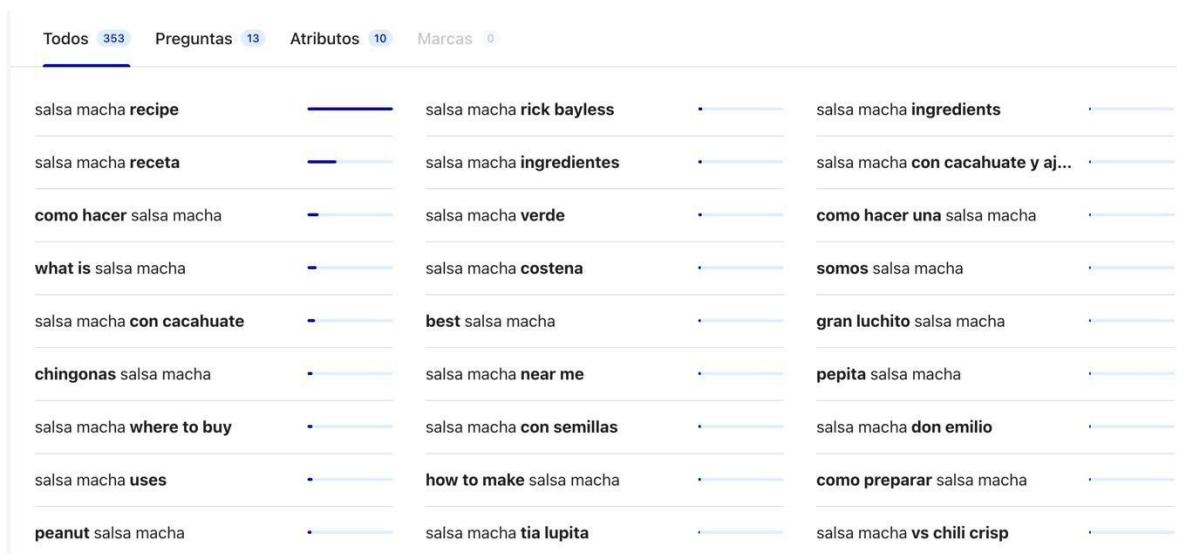 Todos 353 Preguntas 13 Atributos 10 Marcas 0
salsa macha recipe
salsa macha receta
como hacer salsa macha
what is salsa macha
salsa macha con cacahuate
chingonas salsa macha
salsa macha where to buy
salsa macha uses
peanut salsa macha
salsa macha rick bayless
salsa macha ingredientes
salsa macha verde
salsa macha costena
best salsa macha
salsa macha near me
salsa macha con semillas
how to make salsa macha
salsa macha tia lupita
salsa macha ingredients
salsa macha con cacahuate y aj...
como hacer una salsa macha
somos salsa macha
gran luchito salsa macha
pepita salsa macha
salsa macha don emilio
como preparar salsa macha
salsa macha vs chili crisp